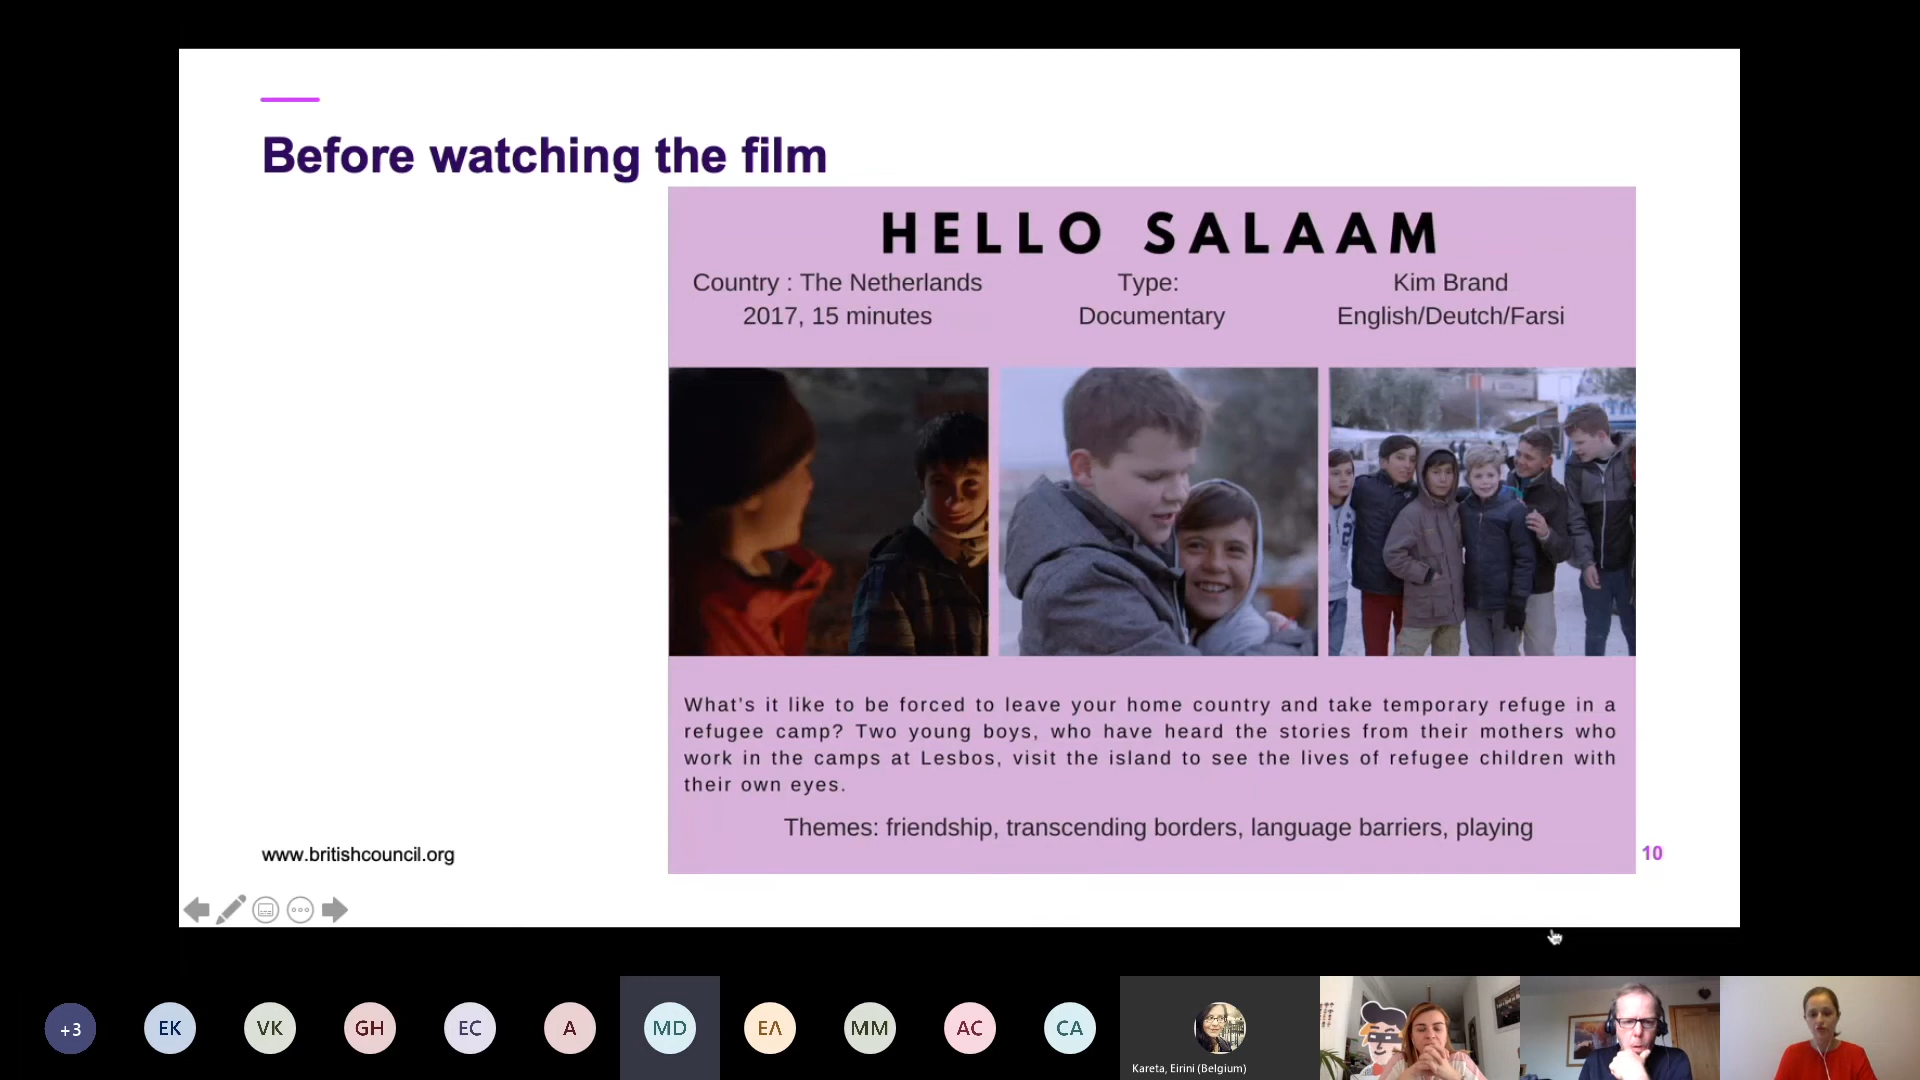 Before watching the film
HELLO SALAAM
Country : The Netherlands
2017, 15 minutes
Type:
Documentary
Kim Brand
English/Deutch/Farsi
What's it like to be forced to leave your home country and take temporary refuge in a
refugee camp? Two young boys, who have heard the stories from their mothers who
work in the camps at Lesbos, visit the island to see the lives of refugee children with
their own eyes.
Themes: friendship, transcending borders, language barriers, playing
www.britishcouncil.org
10
+3
EK
VK
GH
EC
A
MD
ΕΛ
MM
AC
CA
Kareta, Eirini (Belgium)